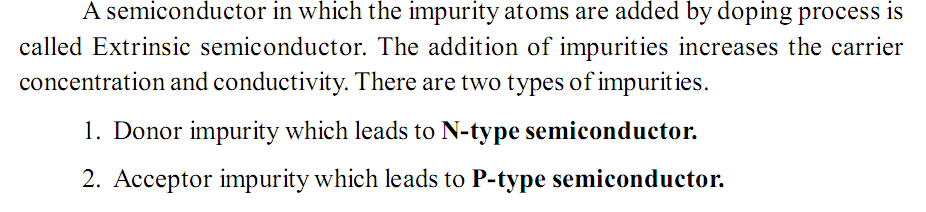 A semiconductor in which the impurity atoms are added by doping process is
called Extrinsic semiconductor. The addition of impurities increases the carrier
concentration and conductivity. There are two types of impurities.
1. Donor impurity which leads to N-type semiconductor.
2. Acceptor impurity which leads to P-type semiconductor.